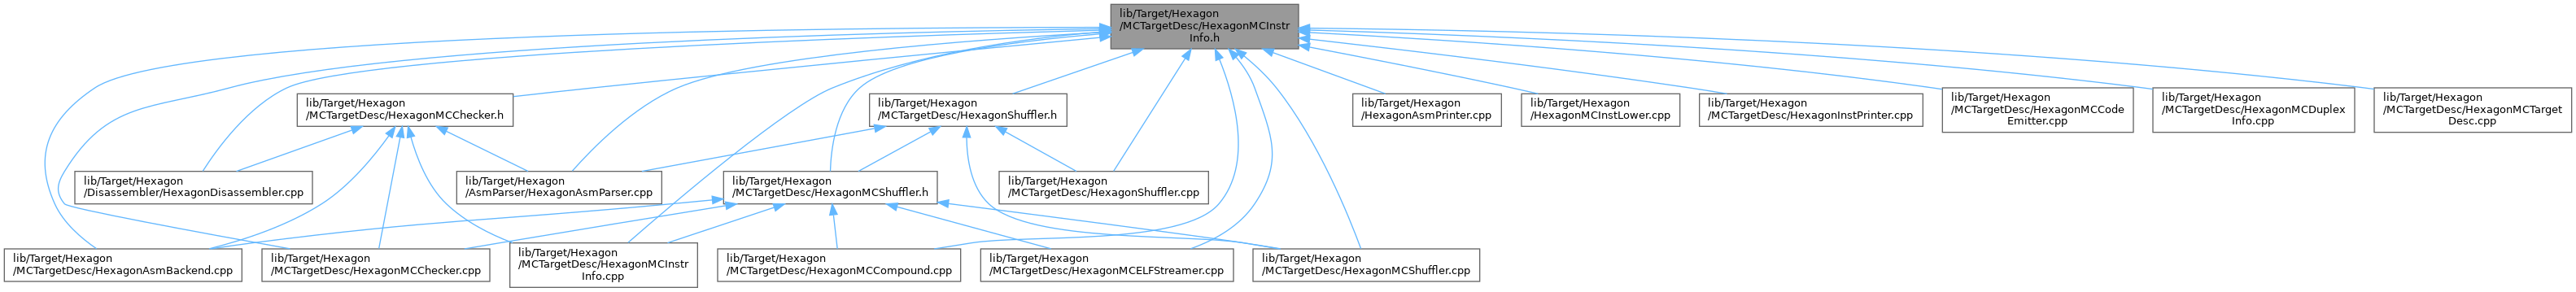 lib/Target/Hexagon
/MCTargetDesc/HexagonMCInstr
Info.h
lib/Target/Hexagon
/MCTargetDesc/HexagonMCChecker.h
lib/Target/Hexagon
/MCTargetDesc/HexagonShuffler.h
lib/Target/Hexagon
/HexagonAsmPrinter.cpp
lib/Target/Hexagon
/HexagonMCInstLower.cpp
lib/Target/Hexagon
/MCTargetDesc/HexagonInstPrinter.cpp
lib/Target/Hexagon
/MCTargetDesc/HexagonMCCode
Emitter.cpp
lib/Target/Hexagon
/MCTargetDesc/HexagonMCDuplex
Info.cpp
lib/Target/Hexagon
/MCTargetDesc/HexagonMCTarget
Desc.cpp
lib/Target/Hexagon
/Disassembler/HexagonDisassembler.cpp
lib/Target/Hexagon
/AsmParser/HexagonAsmParser.cpp
lib/Target/Hexagon
/MCTargetDesc/HexagonMCShuffler.h
lib/Target/Hexagon
/MCTargetDesc/HexagonShuffler.cpp
lib/Target/Hexagon
/MCTargetDesc/HexagonAsmBackend.cpp
lib/Target/Hexagon
/MCTargetDesc/HexagonMCChecker.cpp
lib/Target/Hexagon
/MCTargetDesc/HexagonMCInstr
Info.cpp
lib/Target/Hexagon
/MCTargetDesc/HexagonMCCompound.cpp
lib/Target/Hexagon
/MCTargetDesc/HexagonMCELFStreamer.cpp
lib/Target/Hexagon
/MCTargetDesc/HexagonMCShuffler.cpp